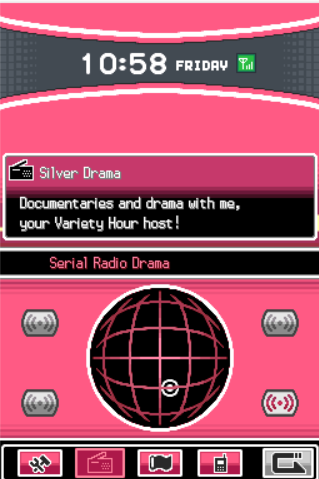 10:58 FRIDAY
Silver Drama
Documentaries and drama with me,
your Variety Hour host!
Serial Radio Drama